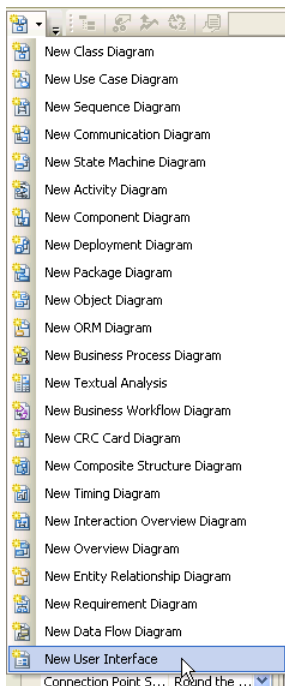 New Class Diagram
New Use Case Diagram
New Sequence Diagram
New Communication Diagram
New State Machine Diagram
New Activity Diagram
New Component Diagram
New Deployment Diagram
New Package Diagram
New Object Diagram
New ORM Diagram
New Business Process Diagram
New Textual Analysis
New Business Workflow Diagram
New CRC Card Diagram
New Composite Structure Diagram
New Timing Diagram
New Interaction Overview Diagram
New Overview Diagram
New Entity Relationship Diagram
New Requirement Diagram
New Data Flow Diagram
New User Interface
Connection Point S... Round the ...